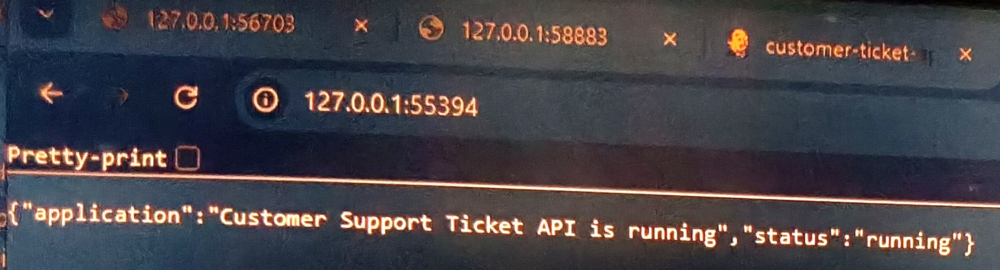 127.0.0.1:56703
127.0.0.1:58883
customer-ticket-
127.0.0.1:55394
Pretty-print
{"application":"Customer Support Ticket API is running","status":"running"}